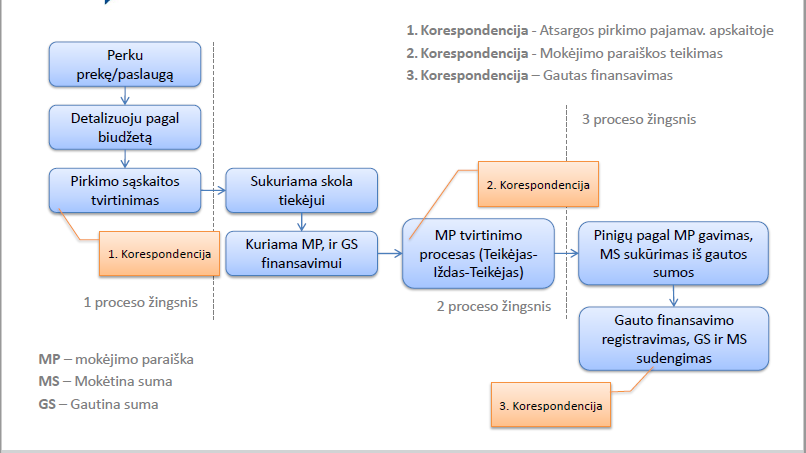 1. Korespondencija - Atsargos pirkimo pajamav. apskaitoje
2. Korespondencija - Mokėjimo paraiškos teikimas
3. Korespondencija – Gautas finansavimas
Perku
prekę/paslaugą
Detalizuoju pagal
biudžetą
Pirkimo sąskaitos
tvirtinimas
1. Korespondencija
1 proceso žingsnis
Sukuriama skola
tiekėjui
Kuriama MP, ir GS
finansavimui
2. Korespondencija
MP tvirtinimo
procesas (Teikėjas-
Iždas-Teikėjas)
2 proceso žingsnis
3 proceso žingsnis
Pinigų pagal MP gavimas,
MS sukūrimas iš gautos
sumos
Gauto finansavimo
registravimas, GS ir MS
sudengimas
3. Korespondencija
MP – mokėjimo paraiška
MS – Mokėtina suma
GS – Gautina suma